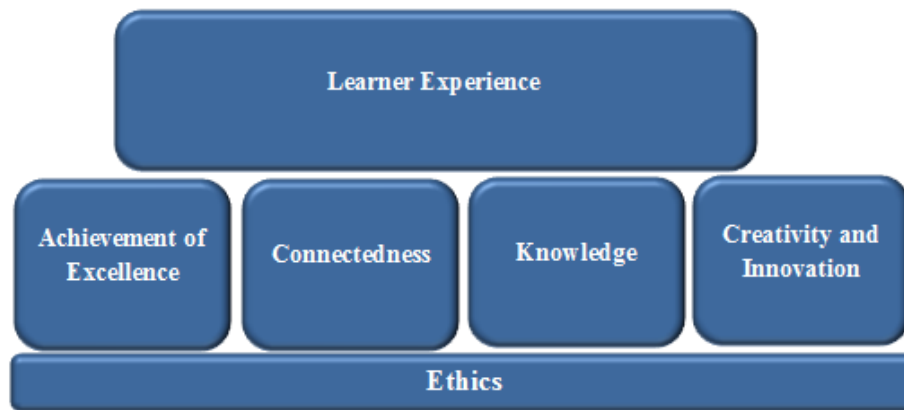 Learner Experience
Achievement of
Excellence
Connectedness
Knowledge
Creativity and
Innovation
Ethics